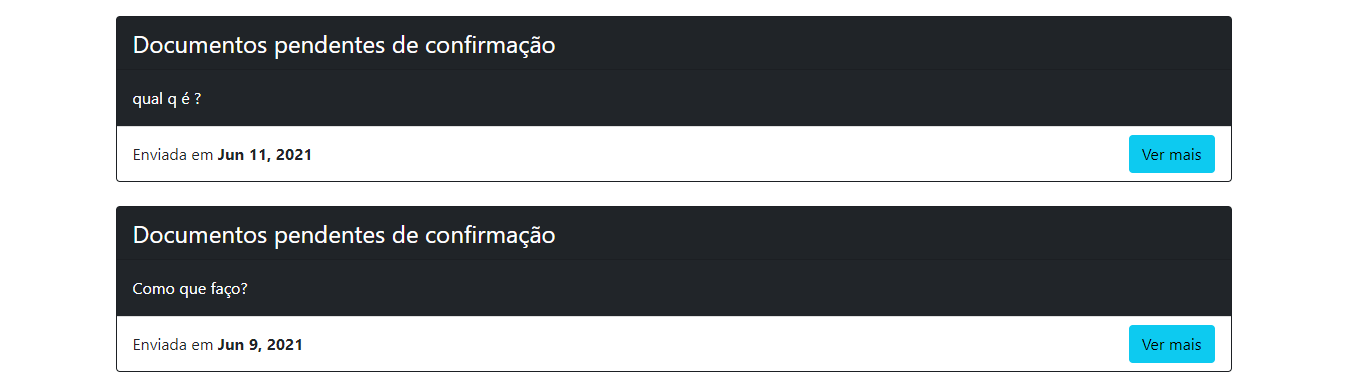 Documentos pendentes de confirmação
qual q é ?
Enviada em Jun 11, 2021
Ver mais
Documentos pendentes de confirmação
Como que faço?
Enviada em Jun 9, 2021
Ver mais